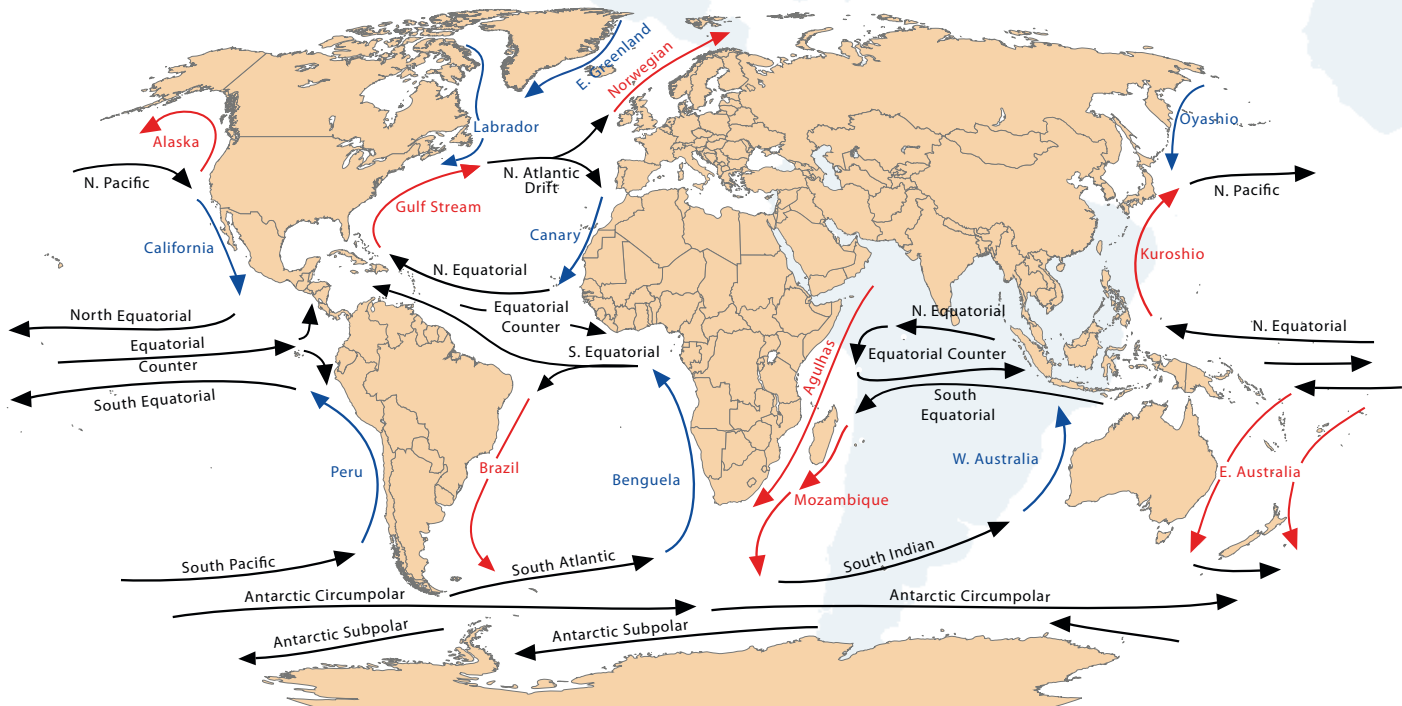 E. Greenland
Norwegian
Labrador
Oyashio
Alaska
N. Pacific
N. Atlantic
Drift
N. Pacific
Gulf Stream
California
Canary
Kuroshio
N. Equatorial
North Equatorial
Equatorial
Counter
N. Equatorial
N. Equatorial
Equatorial
Counter
S. Equatorial
Equatorial Counter
Agulhas
South Equatorial
South
Equatorial
Peru
Brazil
Benguela
W. Australia
E. Australia
Mozambique
South Pacific
South Atlantic
South Indian
Antarctic Circumpolar
Antarctic Circumpolar
Antarctic Subpolar
Antarctic Subpolar